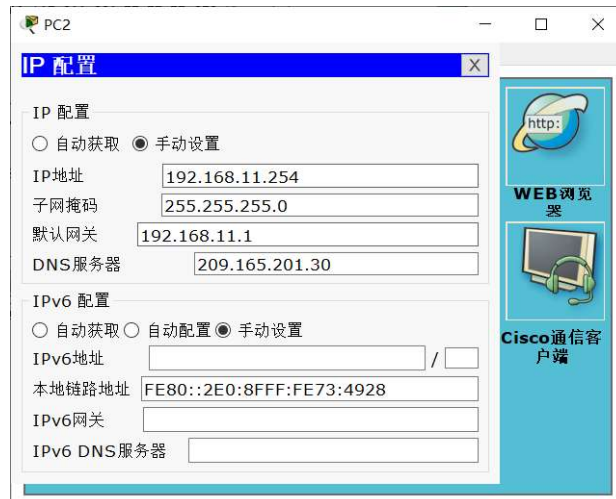 PC2
IP 配置
X
IP 配置
自动获取 手动设置
IP地址 192.168.11.254
子网掩码 255.255.255.0
默认网关 192.168.11.1
DNS服务器 209.165.201.30
IPv6 配置
自动获取 自动配置 手动设置
IPv6地址 /
本地链路地址 FE80::2E0:8FFF:FE73:4928
IPv6网关
IPv6 DNS服务器
http:
WEB浏览
器
Cisco通信客
户端